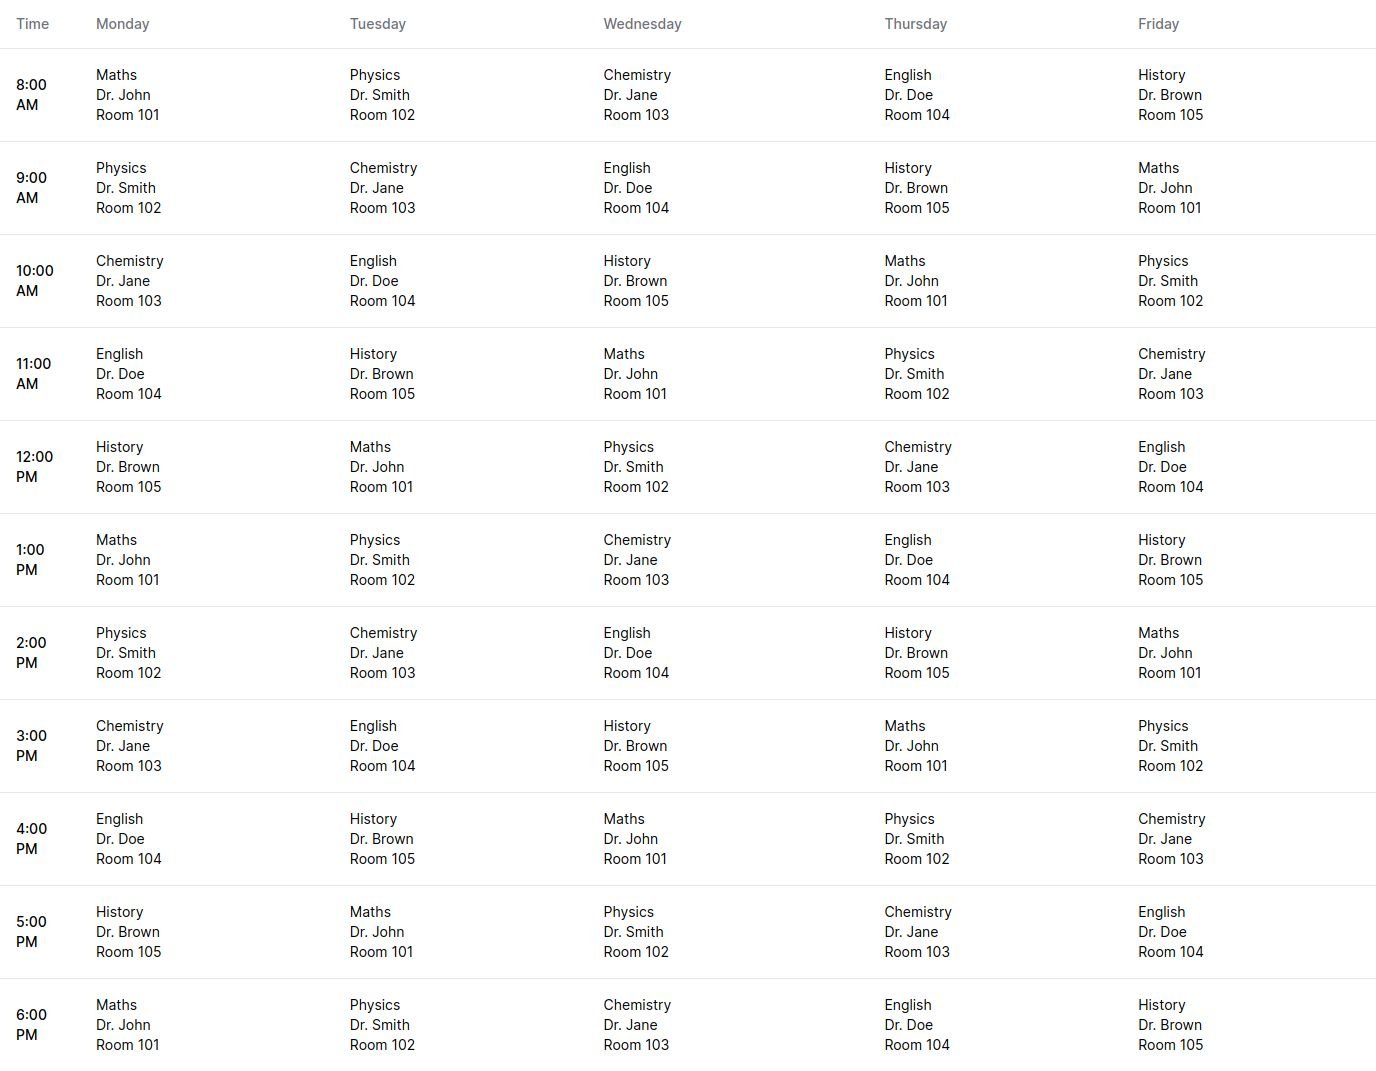 Time Monday Tuesday Wednesday Thursday Friday
8:00 AM
Maths
Dr. John
Room 101
Physics
Dr. Smith
Room 102
Chemistry
Dr. Jane
Room 103
English
Dr. Doe
Room 104
History
Dr. Brown
Room 105
9:00 AM
Physics
Dr. Smith
Room 102
Chemistry
Dr. Jane
Room 103
English
Dr. Doe
Room 104
History
Dr. Brown
Room 105
Maths
Dr. John
Room 101
10:00 AM
Chemistry
Dr. Jane
Room 103
English
Dr. Doe
Room 104
History
Dr. Brown
Room 105
Maths
Dr. John
Room 101
Physics
Dr. Smith
Room 102
11:00 AM
English
Dr. Doe
Room 104
History
Dr. Brown
Room 105
Maths
Dr. John
Room 101
Physics
Dr. Smith
Room 102
Chemistry
Dr. Jane
Room 103
12:00 PM
History
Dr. Brown
Room 105
Maths
Dr. John
Room 101
Physics
Dr. Smith
Room 102
Chemistry
Dr. Jane
Room 103
English
Dr. Doe
Room 104
1:00 PM
Maths
Dr. John
Room 101
Physics
Dr. Smith
Room 102
Chemistry
Dr. Jane
Room 103
English
Dr. Doe
Room 104
History
Dr. Brown
Room 105
2:00 PM
Physics
Dr. Smith
Room 102
Chemistry
Dr. Jane
Room 103
English
Dr. Doe
Room 104
History
Dr. Brown
Room 105
Maths
Dr. John
Room 101
3:00 PM
Chemistry
Dr. Jane
Room 103
English
Dr. Doe
Room 104
History
Dr. Brown
Room 105
Maths
Dr. John
Room 101
Physics
Dr. Smith
Room 102
4:00 PM
English
Dr. Doe
Room 104
History
Dr. Brown
Room 105
Maths
Dr. John
Room 101
Physics
Dr. Smith
Room 102
Chemistry
Dr. Jane
Room 103
5:00 PM
History
Dr. Brown
Room 105
Maths
Dr. John
Room 101
Physics
Dr. Smith
Room 102
Chemistry
Dr. Jane
Room 103
English
Dr. Doe
Room 104
6:00 PM
Maths
Dr. John
Room 101
Physics
Dr. Smith
Room 102
Chemistry
Dr. Jane
Room 103
English
Dr. Doe
Room 104
History
Dr. Brown
Room 105